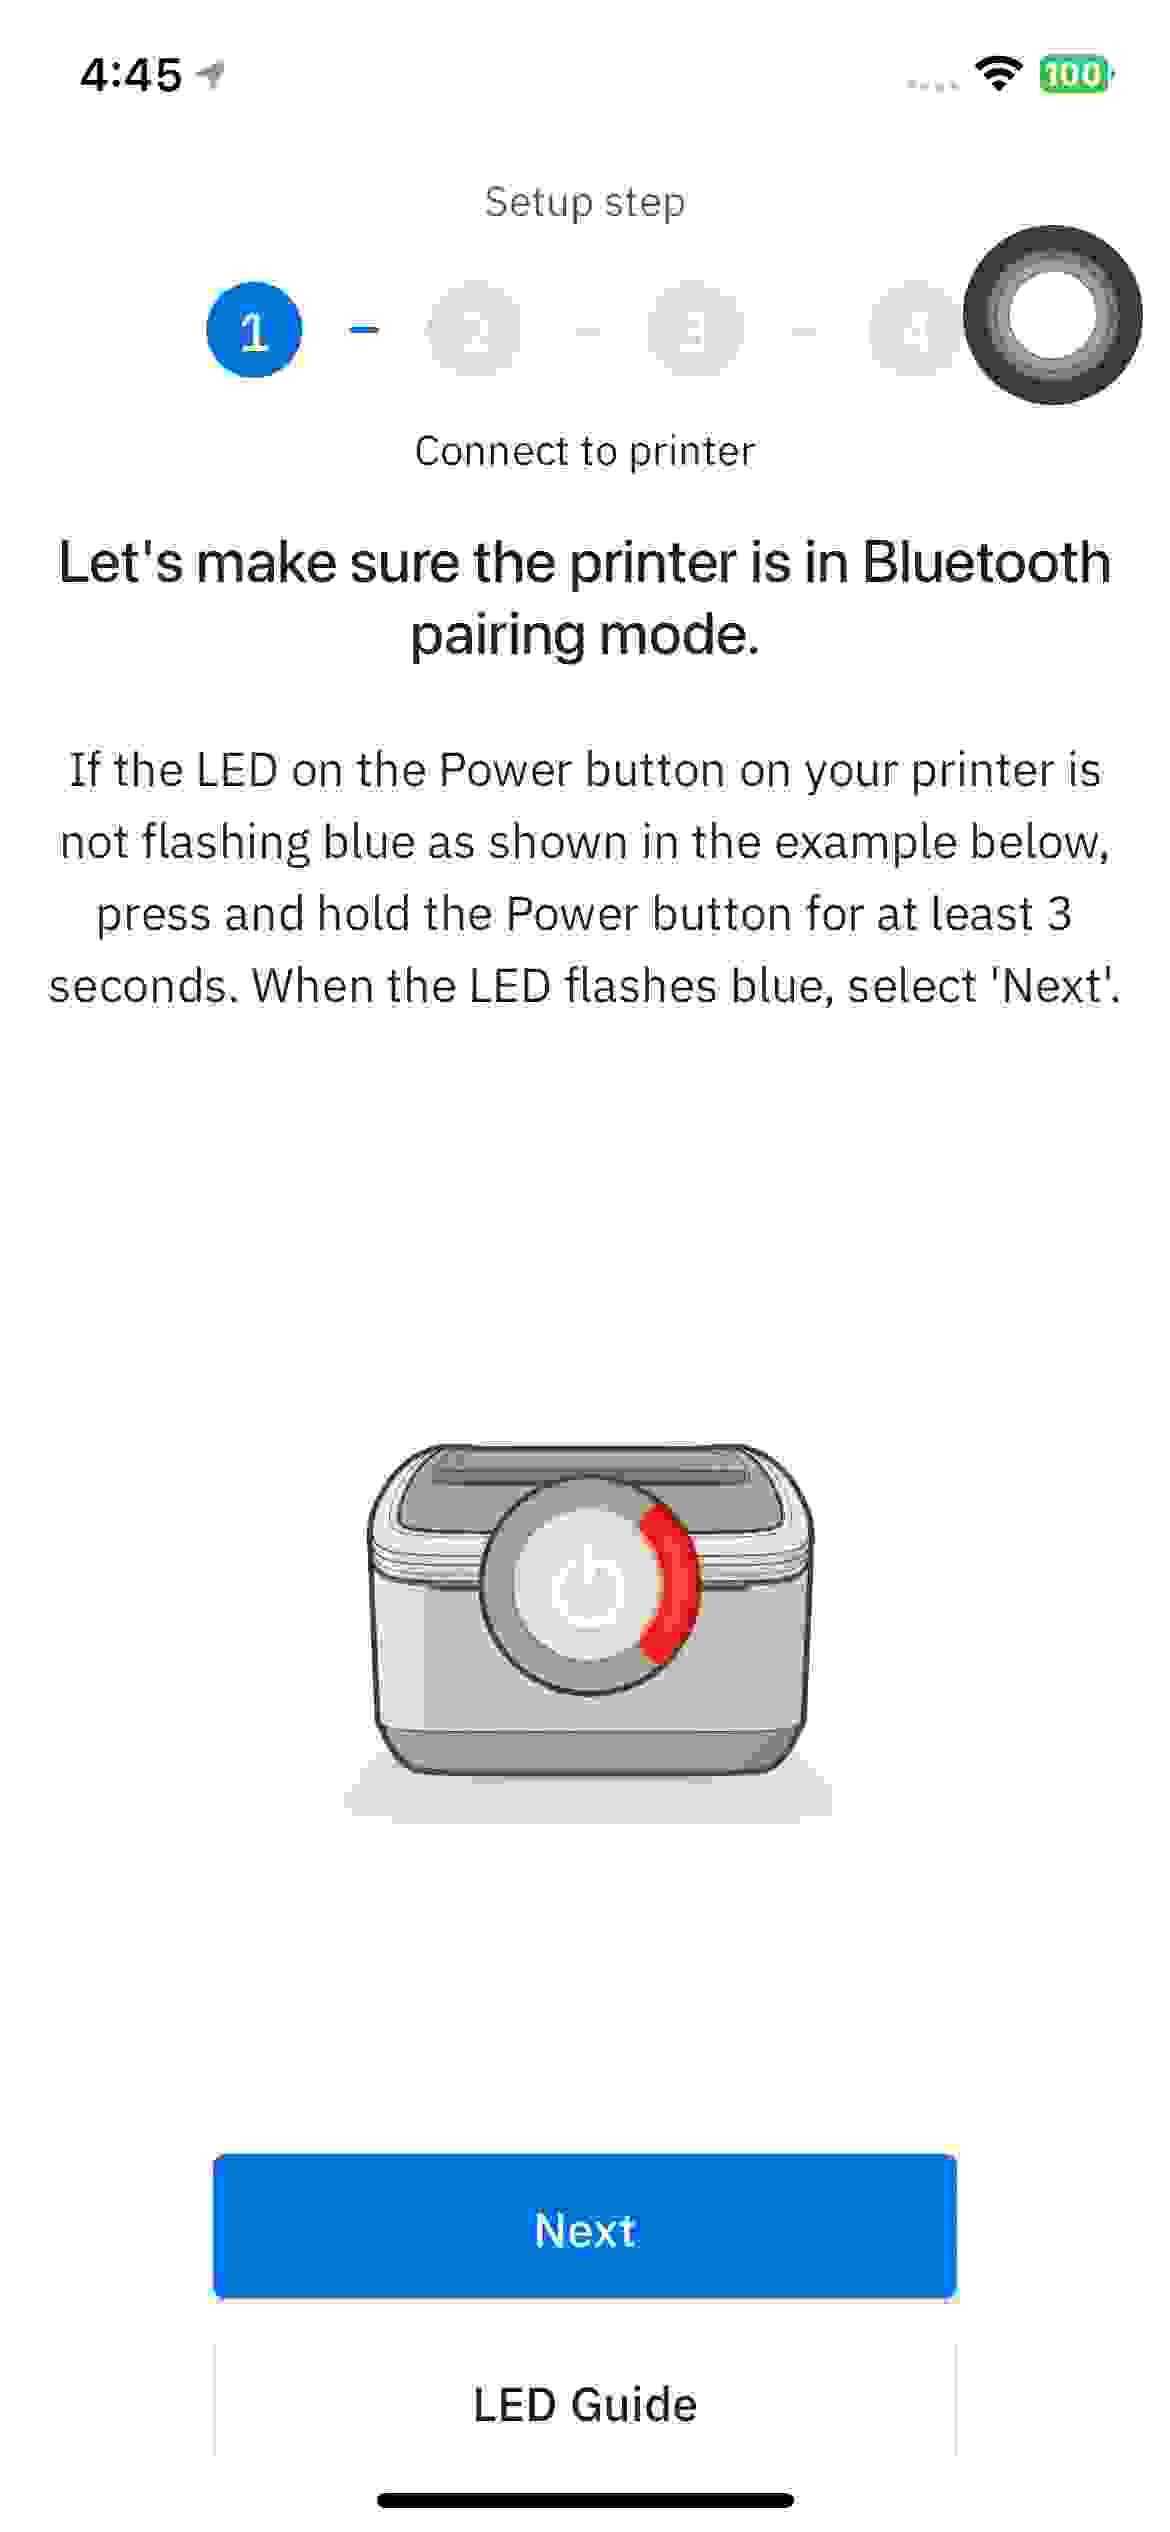 4:45
100
Setup step
1
2
3
4
Connect to printer
Let's make sure the printer is in Bluetooth
pairing mode.
If the LED on the Power button on your printer is
not flashing blue as shown in the example below,
press and hold the Power button for at least 3
seconds. When the LED flashes blue, select 'Next'.
Next
LED Guide